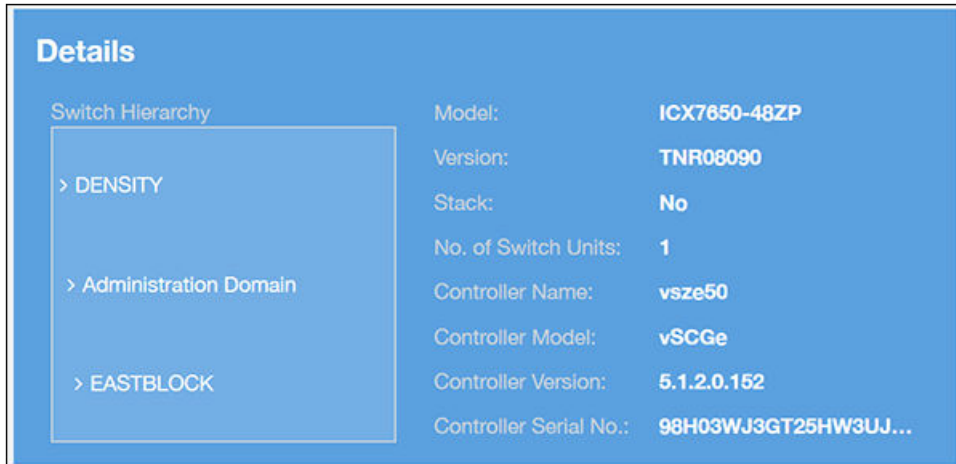 Details
Switch Hierarchy
> DENSITY
> Administration Domain
> EASTBLOCK
Model: ICX7650-48ZP
Version: TNR08090
Stack: No
No. of Switch Units: 1
Controller Name: vsze50
Controller Model: vSCGe
Controller Version: 5.1.2.0.152
Controller Serial No.: 98H03WJ3GT25HW3UJ...